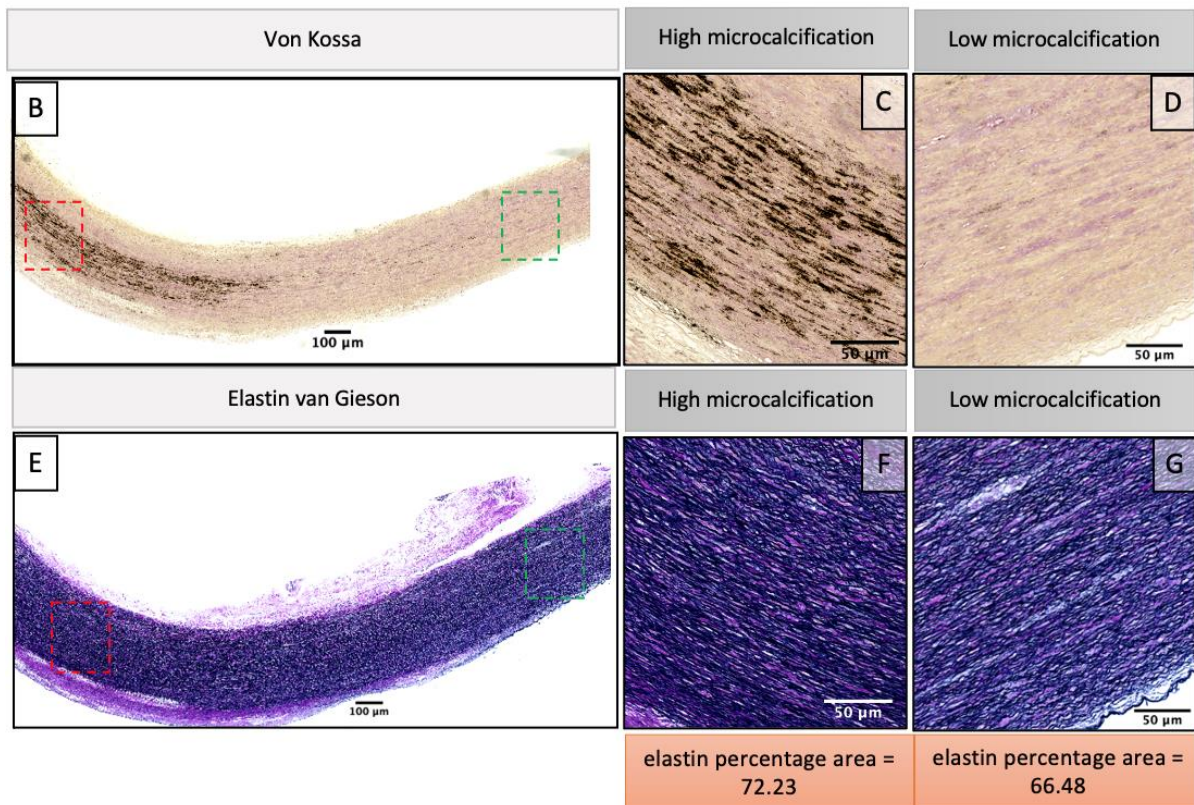 Von Kossa
High microcalcification
Low microcalcification
B
C
D
100 µm
50 µm
50 µm
Elastin van Gieson
High microcalcification
Low microcalcification
E
F
G
100 µm
50 µm
50 µm
elastin percentage area =
72.23
elastin percentage area =
66.48